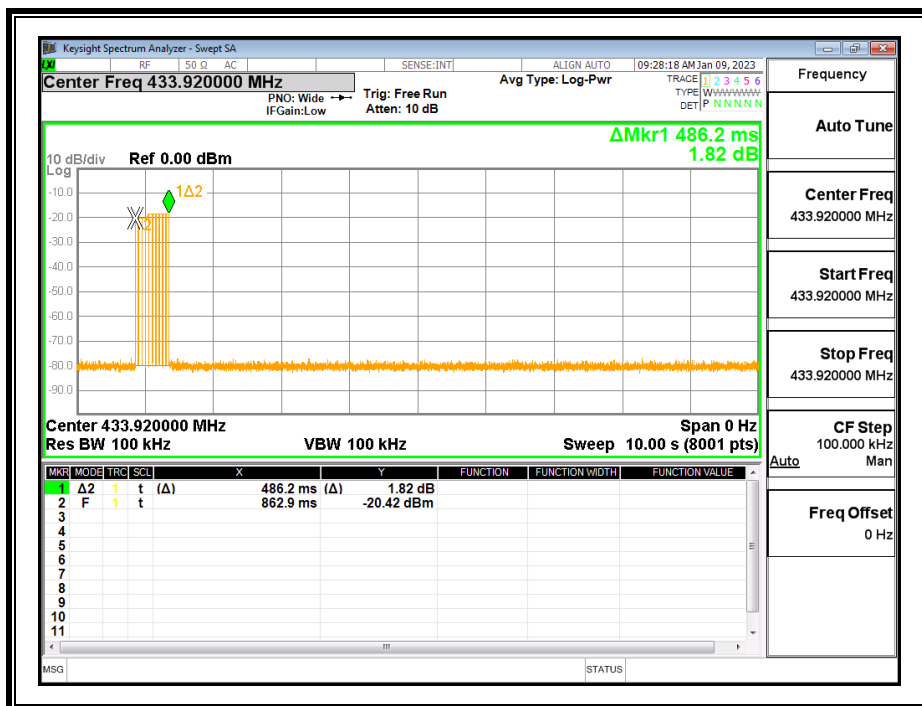 Keysight Spectrum Analyzer - Swept SA
LXI RF 50 Ω AC SENSE:INT ALIGN AUTO 09:28:18 AM Jan 09, 2023
Center Freq 433.920000 MHz
PNO: Wide
IFGain:Low
Trig: Free Run
Atten: 10 dB
Avg Type: Log-Pwr
TRACE 1 2 3 4 5 6
TYPE WWWWWW
DET P N N N N N
ΔMkr1 486.2 ms
1.82 dB
10 dB/div Ref 0.00 dBm
Log
-10.0
-20.0
-30.0
-40.0
-50.0
-60.0
-70.0
-80.0
-90.0
1Δ2
2
Center 433.920000 MHz Span 0 Hz
Res BW 100 kHz VBW 100 kHz Sweep 10.00 s (8001 pts)
MKR MODE TRC SCL X Y FUNCTION FUNCTION WIDTH FUNCTION VALUE
1 Δ2 1 t (Δ) 486.2 ms (Δ) 1.82 dB
2 F 1 t 862.9 ms -20.42 dBm
3
4
5
6
7
8
9
10
11
MSG STATUS
Frequency
Auto Tune
Center Freq
433.920000 MHz
Start Freq
433.920000 MHz
Stop Freq
433.920000 MHz
CF Step
100.000 kHz
Auto Man
Freq Offset
0 Hz